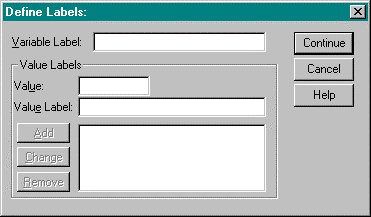 Define Labels:
Variable Label:
Continue
Value Labels
Cancel
Value:
Help
Value Label:
Add
Change
Remove